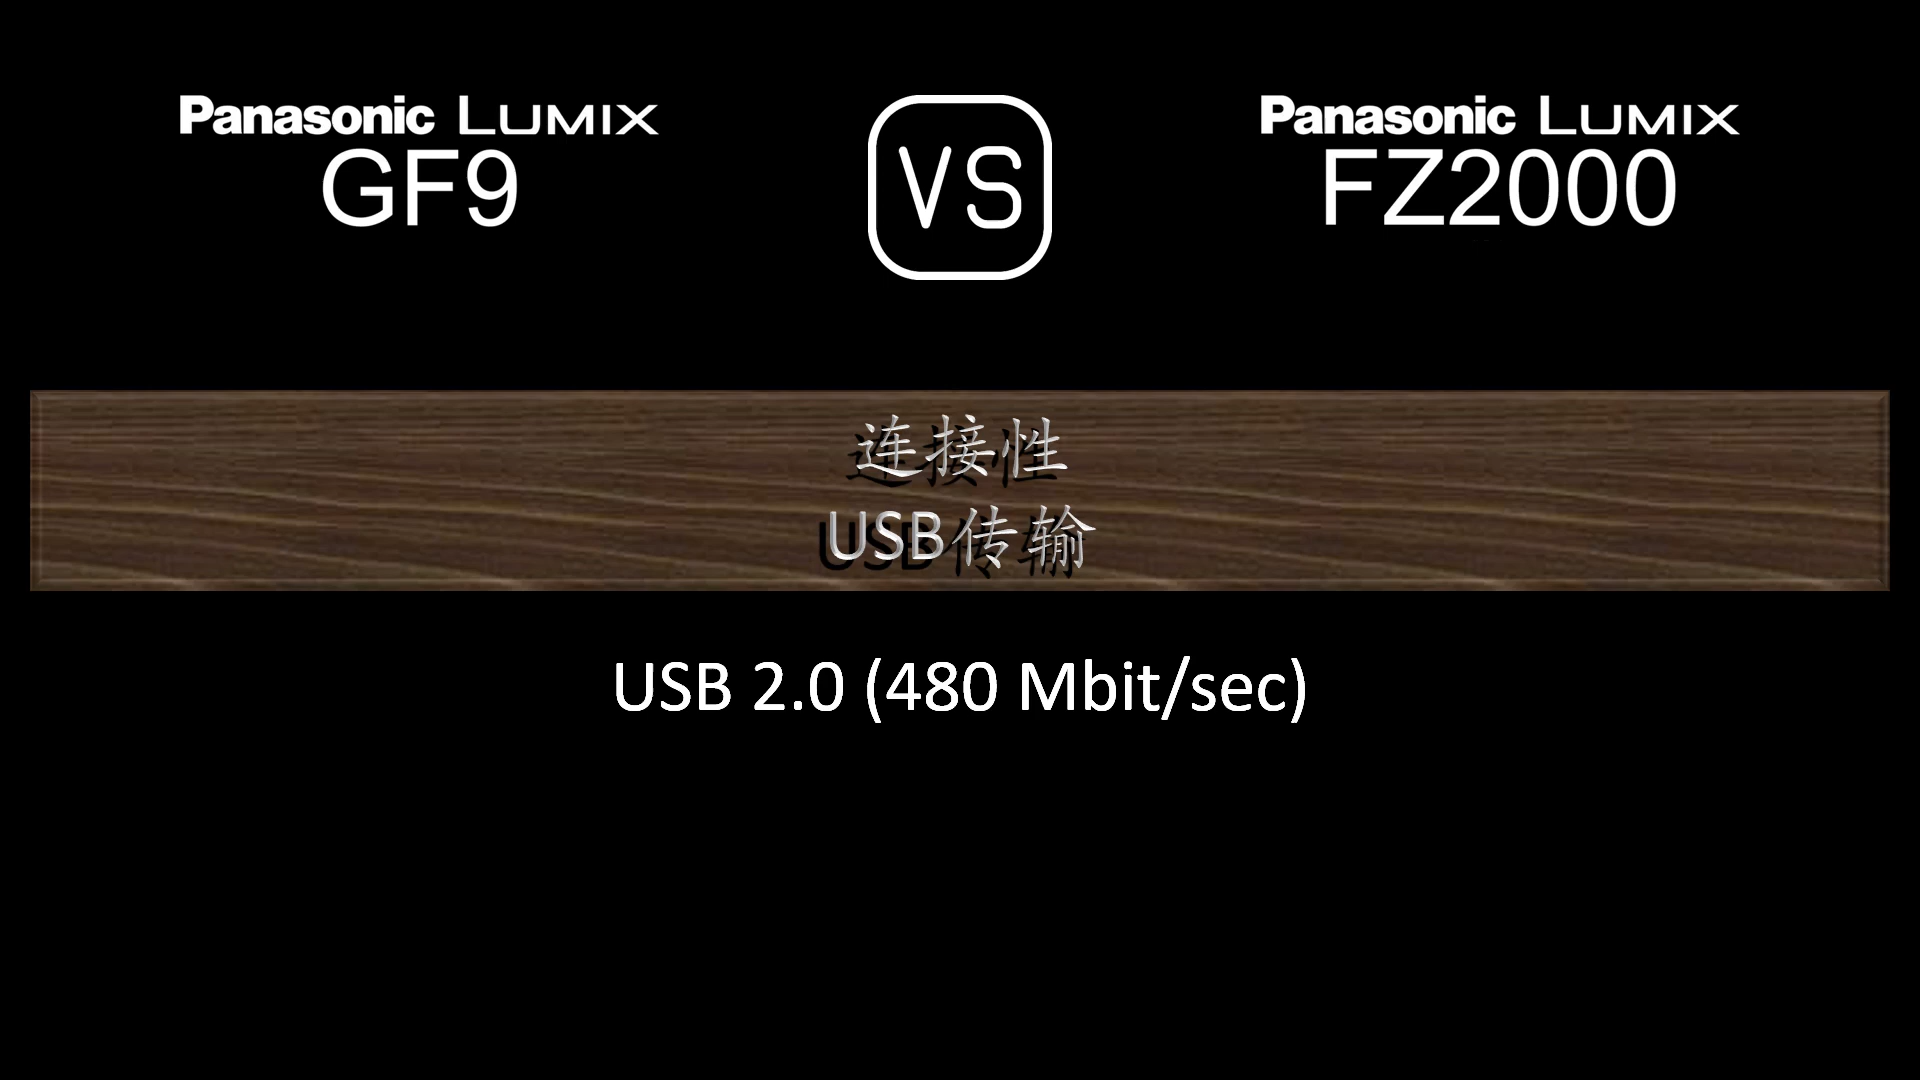 Panasonic LUMIX
GF9
VS
Panasonic LUMIX
FZ2000
连接性
USB传输
USB 2.0 (480 Mbit/sec)